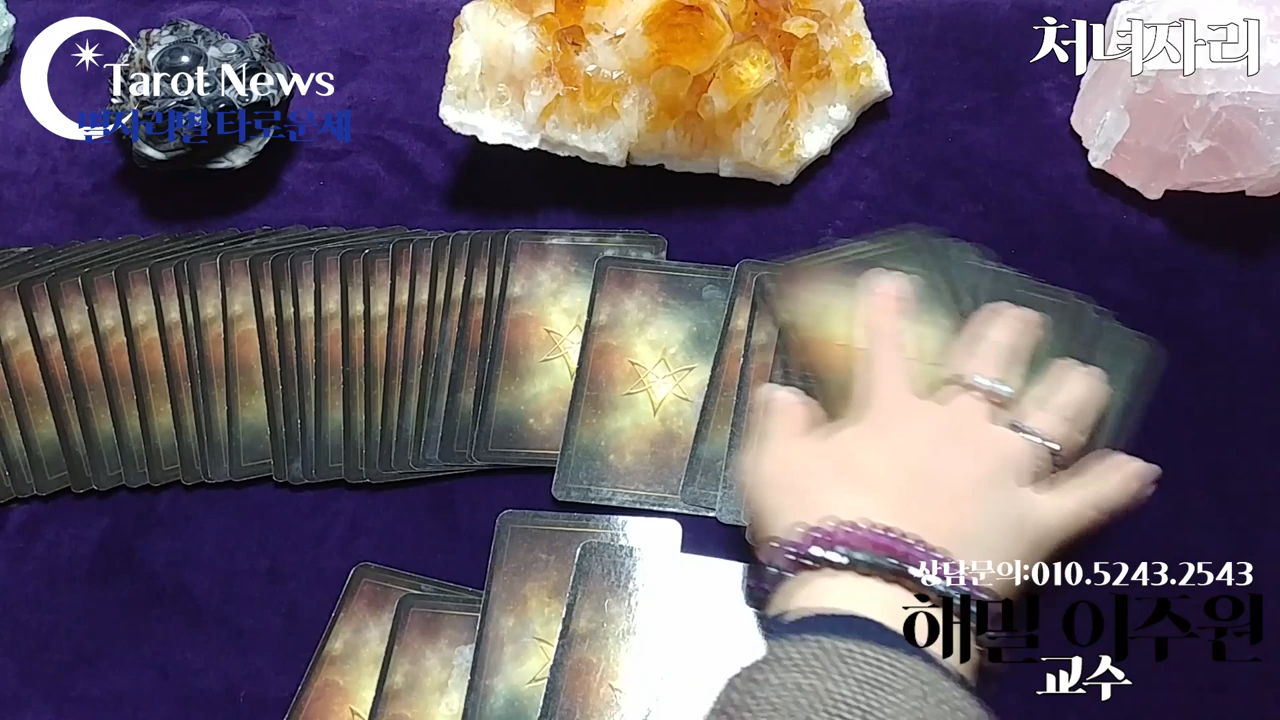 Tarot News
별자리별 타로운세
처녀자리
상담문의:010.5243.2543
해밀 이주원
교수